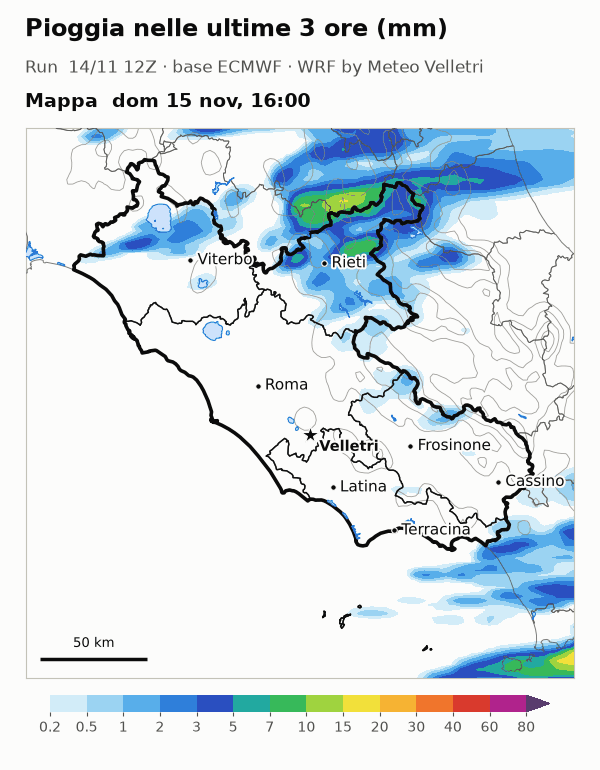 Pioggia nelle ultime 3 ore (mm)
Run  14/11 12Z · base ECMWF · WRF by Meteo Velletri
Mappa  dom 15 nov, 16:00
Viterbo
Rieti
Roma
Velletri
Frosinone
Latina
Cassino
Terracina
50 km
0.2 0.5 1 2 3 5 7 10 15 20 30 40 60 80